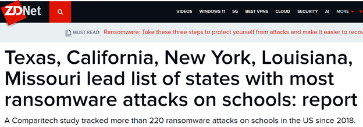 ZDNet
VIDEOS WINDOWS 11 5G BEST VPNS CLOUD SECURITY AI MORE
MUST READ: Ransomware: Take these three steps to protect yourself from attacks and make it easier to recov
Texas, California, New York, Louisiana,
Missouri lead list of states with most
ransomware attacks on schools: report
A Comparitech study tracked more than 220 ransomware attacks on schools in the US since 2018.